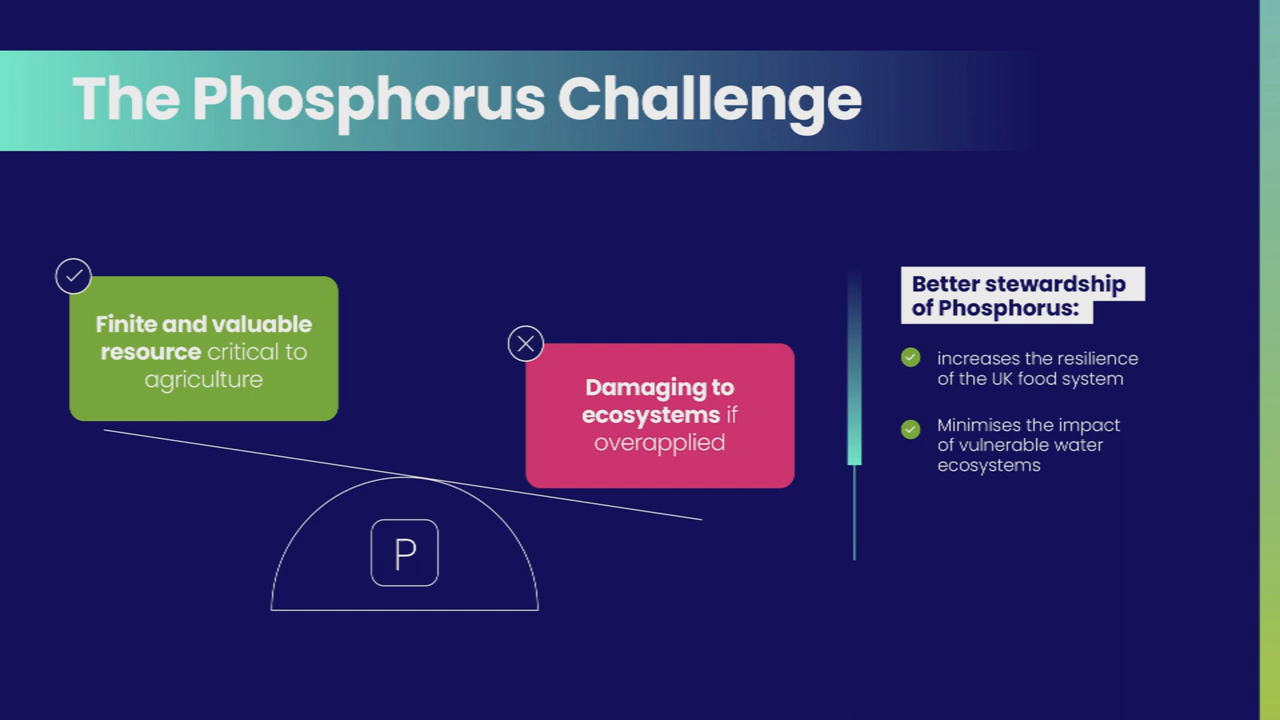 The Phosphorus Challenge
Finite and valuable
resource critical to
agriculture
Damaging to
ecosystems if
overapplied
P
Better stewardship
of Phosphorus:
increases the resilience
of the UK food system
Minimises the impact
of vulnerable water
ecosystems